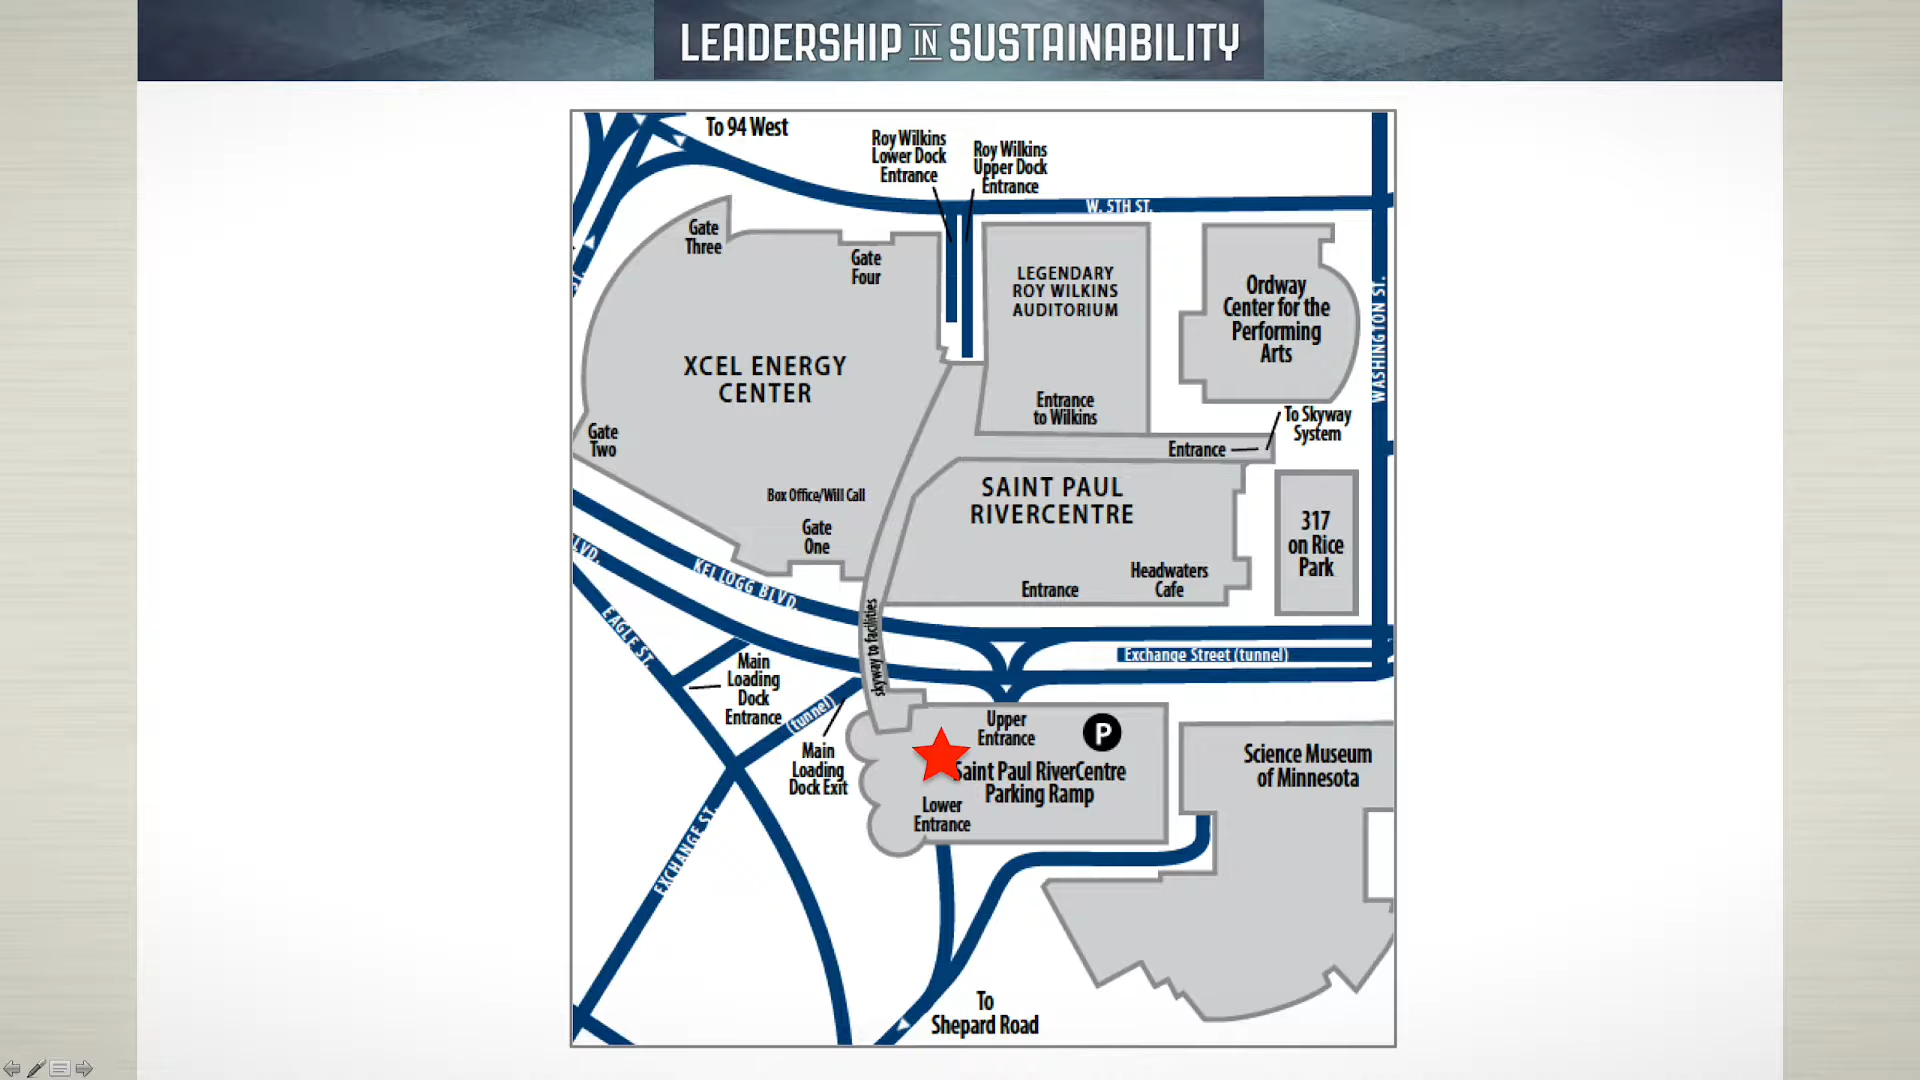 LEADERSHIP IN SUSTAINABILITY
To 94 West
Roy Wilkins
Lower Dock
Entrance
Roy Wilkins
Upper Dock
Entrance
W. 5TH ST.
Gate
Three
Gate
Four
LEGENDARY
ROY WILKINS
AUDITORIUM
Ordway
Center for the
Performing
Arts
WASHINGTON ST.
ST.
XCEL ENERGY
CENTER
Entrance
to Wilkins
To Skyway
System
Gate
Two
Entrance
Box Office/Will Call
SAINT PAUL
RIVERCENTRE
Gate
One
317
on Rice
Park
LVD.
KELLOGG BLVD.
Entrance
Headwaters
Cafe
EAGLE ST.
skyway to facilities
Exchange Street (tunnel)
Main
Loading
Dock
Entrance
(tunnel)
Main
Loading
Dock Exit
Upper
Entrance
P
Saint Paul RiverCentre
Parking Ramp
Lower
Entrance
Science Museum
of Minnesota
EXCHANGE ST.
To
Shepard Road